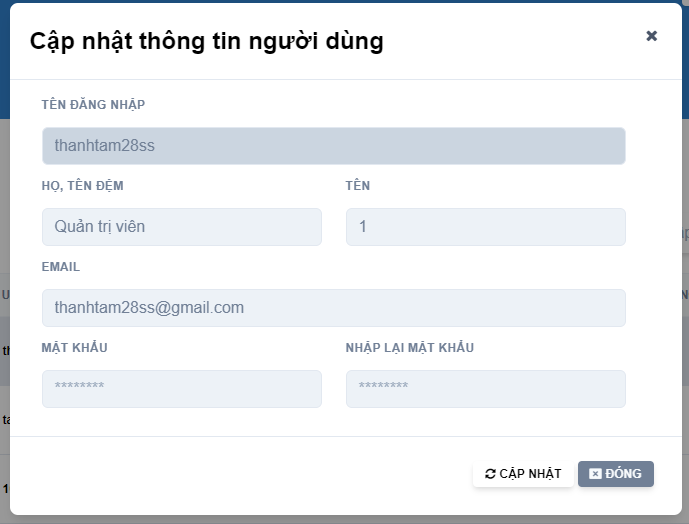 Cập nhật thông tin người dùng
TÊN ĐĂNG NHẬP
thanhtam28ss
HỌ, TÊN ĐỆM
TÊN
Quản trị viên
1
EMAIL
thanhtam28ss@gmail.com
MẬT KHẨU
NHẬP LẠI MẬT KHẨU
********
********
CẬP NHẬT
ĐÓNG